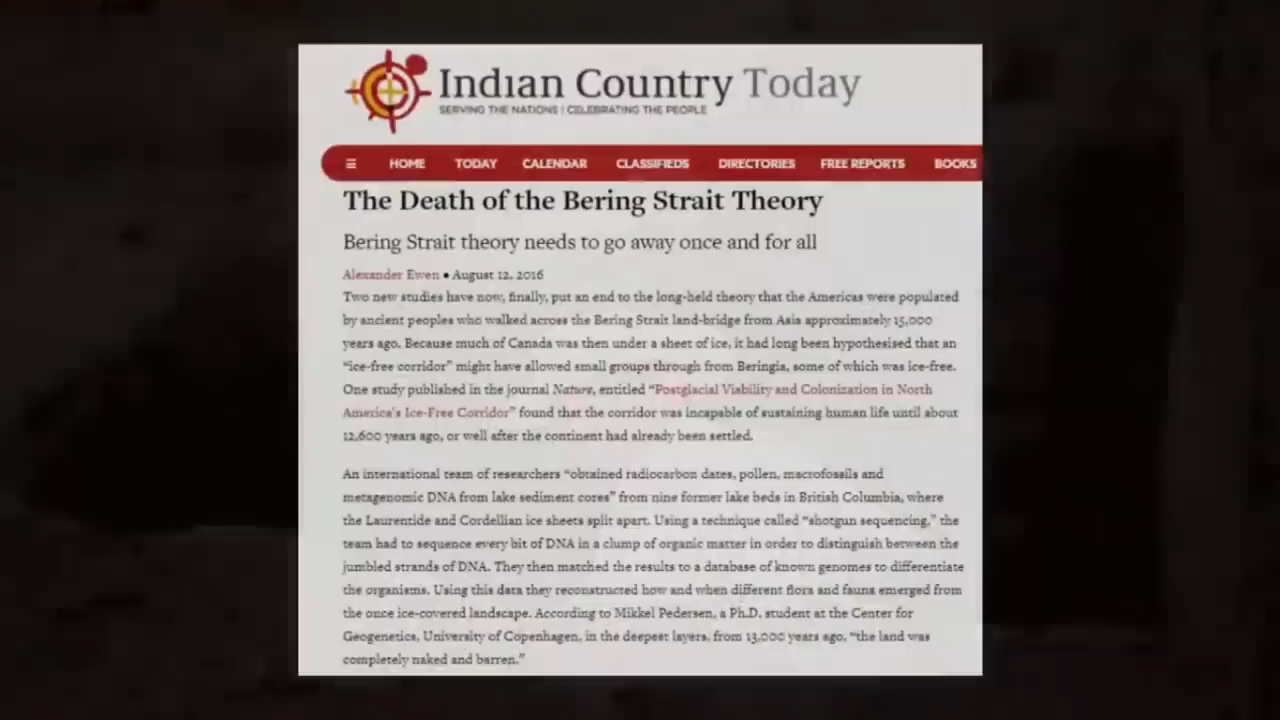 Indian Country Today
SERVING THE NATIONS | CELEBRATING THE PEOPLE
☰ HOME TODAY CALENDAR CLASSIFIEDS DIRECTORIES FREE REPORTS BOOKS
The Death of the Bering Strait Theory
Bering Strait theory needs to go away once and for all
Alexander Ewen • August 12, 2016
Two new studies have now, finally, put an end to the long-held theory that the Americas were populated
by ancient peoples who walked across the Bering Strait land-bridge from Asia approximately 15,000
years ago. Because much of Canada was then under a sheet of ice, it had long been hypothesised that an
“ice-free corridor” might have allowed small groups through from Beringia, some of which was ice-free.
One study published in the journal Nature, entitled “Postglacial Viability and Colonization in North
America's Ice-Free Corridor” found that the corridor was incapable of sustaining human life until about
12,600 years ago, or well after the continent had already been settled.
An international team of researchers “obtained radiocarbon dates, pollen, macrofossils and
metagenomic DNA from lake sediment cores” from nine former lake beds in British Columbia, where
the Laurentide and Cordellian ice sheets split apart. Using a technique called “shotgun sequencing,” the
team had to sequence every bit of DNA in a clump of organic matter in order to distinguish between the
jumbled strands of DNA. They then matched the results to a database of known genomes to differentiate
the organisms. Using this data they reconstructed how and when different flora and fauna emerged from
the once ice-covered landscape. According to Mikkel Pedersen, a Ph.D. student at the Center for
Geogenetics, University of Copenhagen, in the deepest layers, from 13,000 years ago, “the land was
completely naked and barren.”